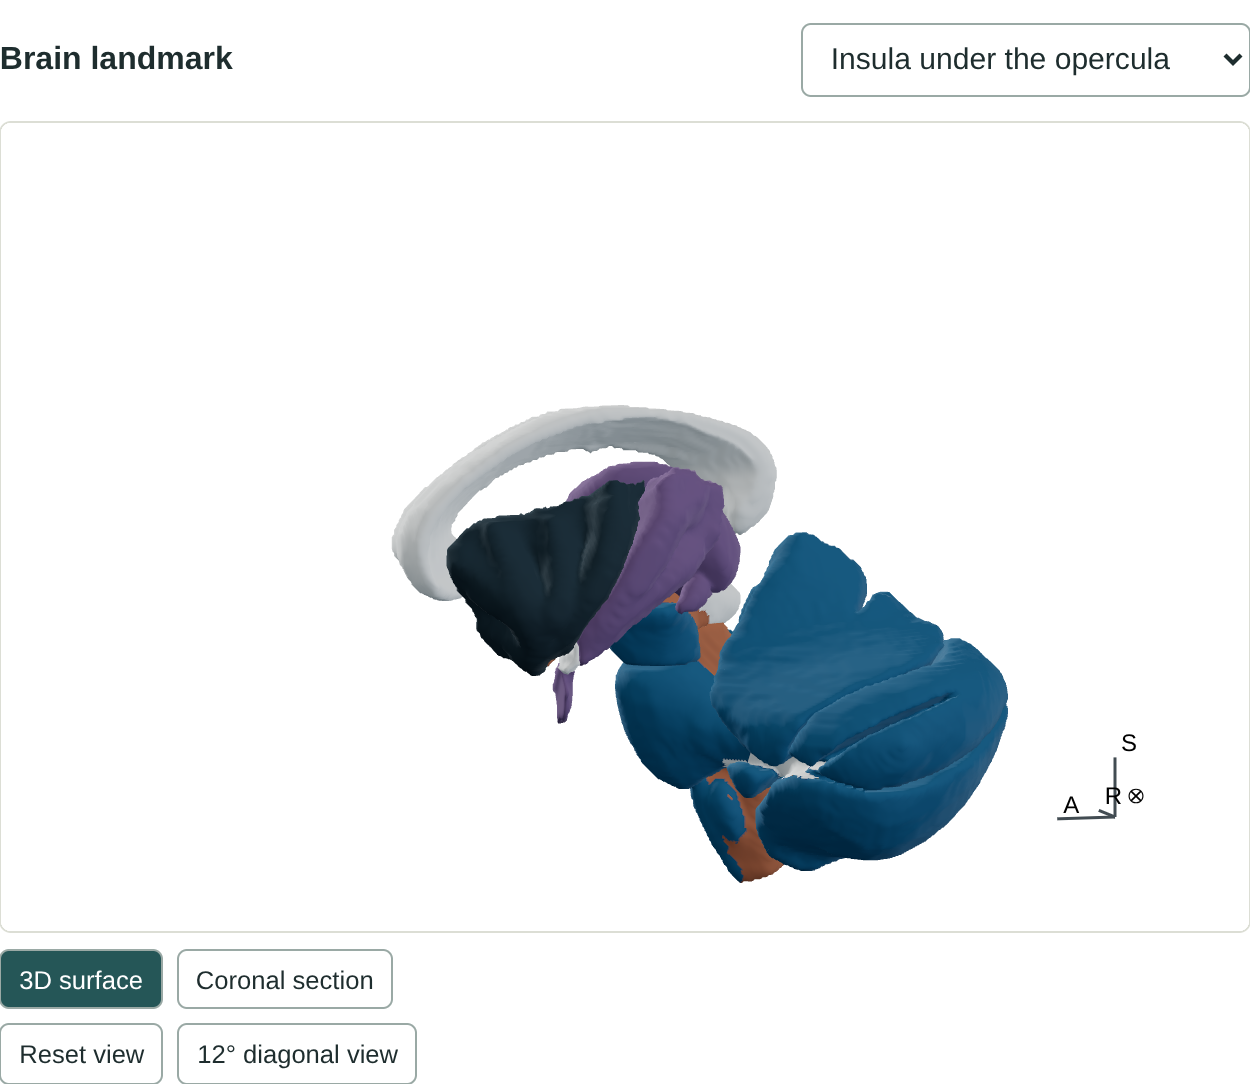 Brain landmark
Insula under the opercula
S
A
R ⊗
3D surface
Coronal section
Reset view
12° diagonal view